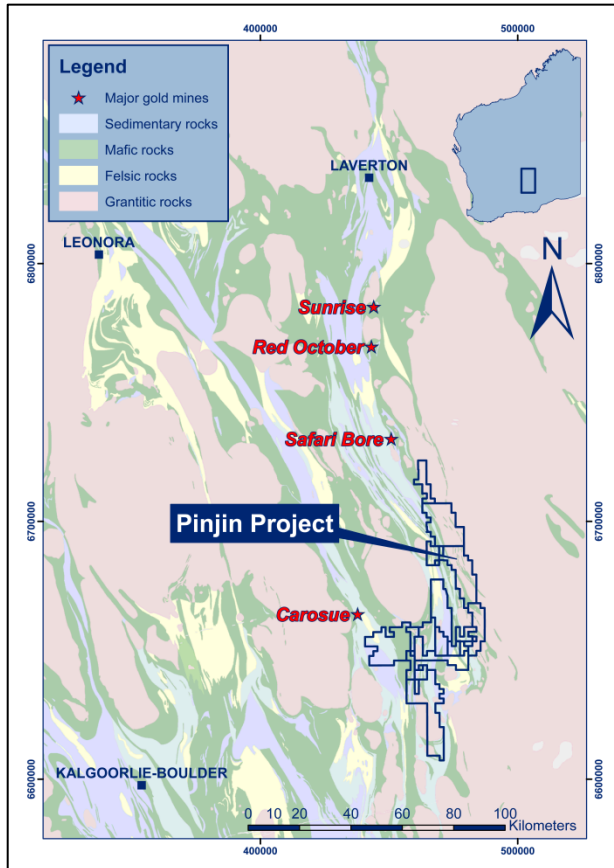 400000
500000
Legend
Major gold mines
Sedimentary rocks
Mafic rocks
Felsic rocks
Grantitic rocks
LAVERTON
LEONORA
N
6800000
6800000
Sunrise
Red October
Safari Bore
6700000
6700000
Pinjin Project
Carosue
KALGOORLIE-BOULDER
6600000
6600000
0 10 20 40 60 80 100
Kilometers
400000
500000